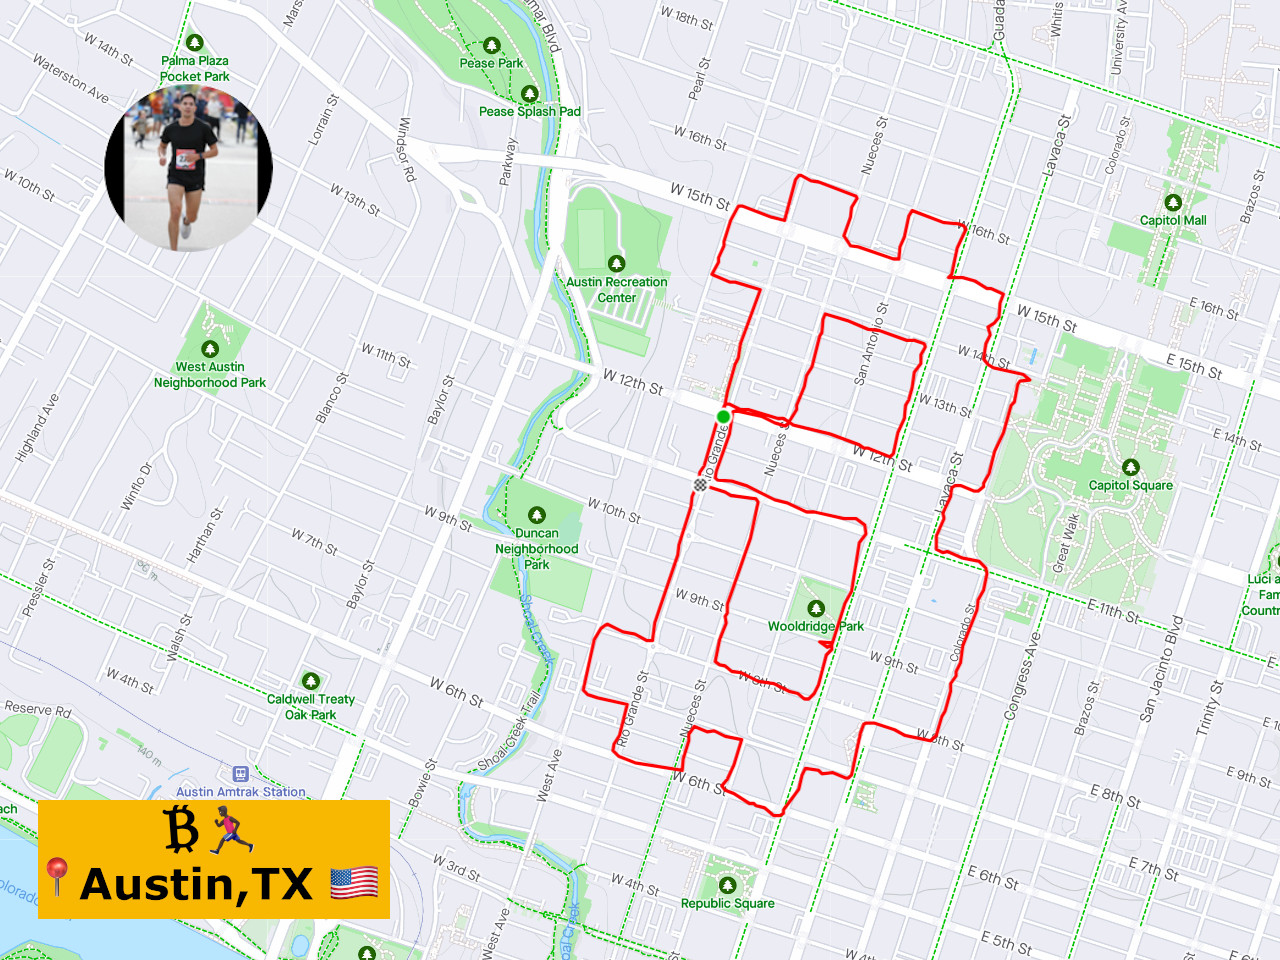 W 18th St
Guada
Whitis
University Av
Mars
W 14th St
Palma Plaza
Pocket Park
Pease Park
Pease Splash Pad
mar Blvd
Pearl St
Waterston Ave
Lorrain St
Windsor Rd
Parkway
W 16th St
Nueces St
Lavaca St
Colorado St
Brazos St
W 10th St
W 13th St
W 15th St
W 16th St
Capitol Mall
Austin Recreation
Center
E 16th St
W 15th St
E 15th St
West Austin
Neighborhood Park
W 11th St
W 12th St
San Antonio St
W 14th St
W 13th St
Highland Ave
Blanco St
Baylor St
Rio Grande
Nueces S
W 12th St
E 14th St
Capitol Square
Winflo Dr
Lavaca St
Great Walk
W 10th St
W 9th St
Duncan
Neighborhood
Park
Harthan St
W 7th St
Pressler St
Baylor St
W 9th St
Wooldridge Park
E 11th St
Luci a
Fam
Countr
Shoal Creek
Walsh St
W 9th St
Colorado St
Congress Ave
San Jacinto Blvd
W 8th St
W 4th St
Caldwell Treaty
Oak Park
W 6th St
Rio Grande St
Nueces St
Brazos St
Trinity St
Reserve Rd
140 m
Shoal Creek Trail
W 8th St
Austin Amtrak Station
Bowie St
West Ave
W 6th St
E 9th St
E 8th St
ach
₿🏃🏿
📍Austin,TX 🇺🇸
W 3rd St
W 4th St
Republic Square
E 7th St
E 6th St
E 5th St
Colorado
West Ave
oal Creek
W 4th
E 6